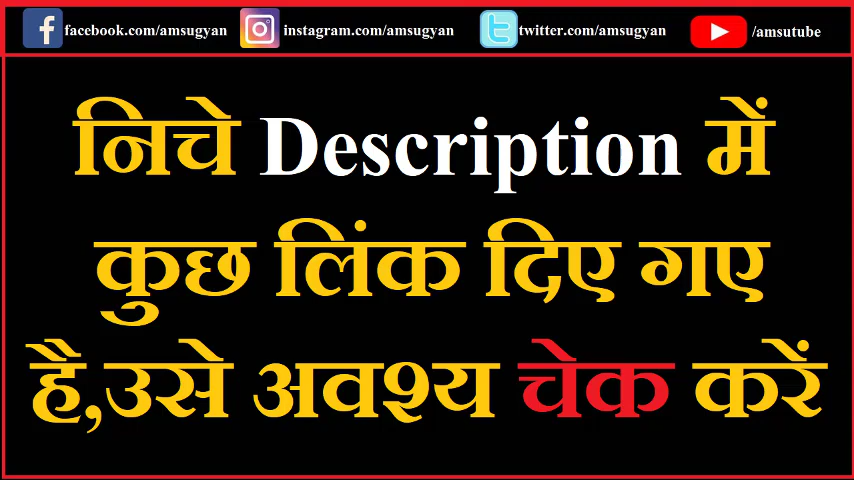 facebook.com/amsugyan instagram.com/amsugyan twitter.com/amsugyan /amsutube
निचे Description में
कुछ लिंक दिए गए
है,उसे अवश्य चेक करें